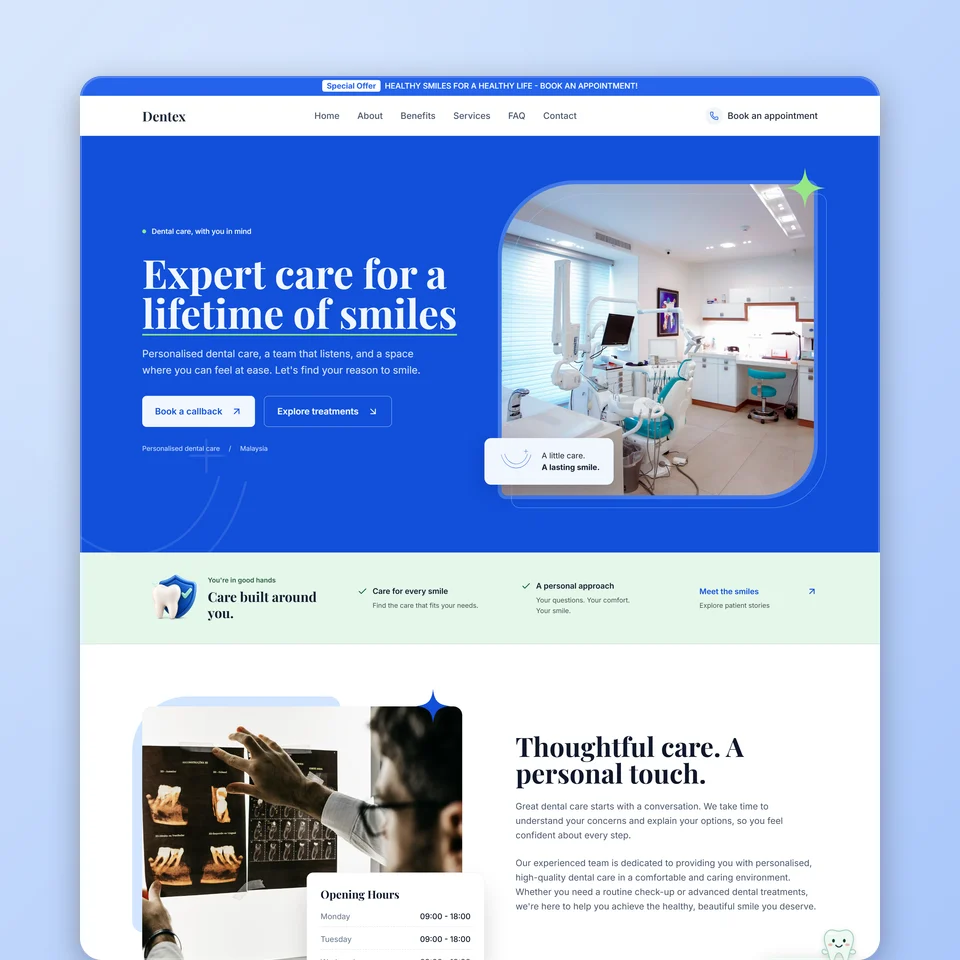 Special Offer HEALTHY SMILES FOR A HEALTHY LIFE - BOOK AN APPOINTMENT!
Dentex
Home About Benefits Services FAQ Contact
Book an appointment
Dental care, with you in mind
Expert care for a
lifetime of smiles
Personalised dental care, a team that listens, and a space
where you can feel at ease. Let's find your reason to smile.
Book a callback
Explore treatments
Personalised dental care / Malaysia
A little care.
A lasting smile.
You're in good hands
Care built around
you.
Care for every smile
Find the care that fits your needs.
A personal approach
Your questions. Your comfort.
Your smile.
Meet the smiles
Explore patient stories
Thoughtful care. A
personal touch.
Great dental care starts with a conversation. We take time to
understand your concerns and explain your options, so you feel
confident about every step.
Our experienced team is dedicated to providing you with personalised,
high-quality dental care in a comfortable and caring environment.
Whether you need a routine check-up or advanced dental treatments,
we're here to help you achieve the healthy, beautiful smile you deserve.
Opening Hours
Monday 09:00 - 18:00
Tuesday 09:00 - 18:00